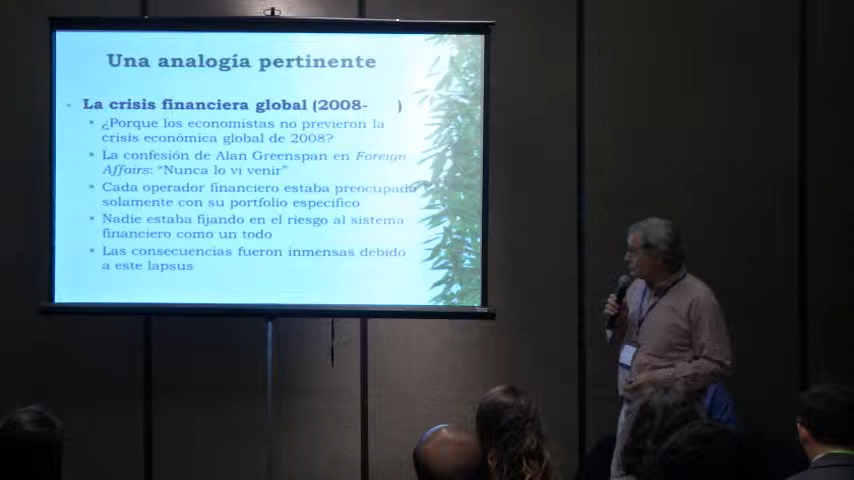 Una analogía pertinente
La crisis financiera global (2008- )
¿Porque los economistas no previeron la
crisis económica global de 2008?
La confesión de Alan Greenspan en Foreign
Affairs: "Nunca lo vi venir"
Cada operador financiero estaba preocupado
solamente con su portfolio especifico
Nadie estaba fijando en el riesgo al sistema
financiero como un todo
Las consecuencias fueron inmensas debido
a este lapsus